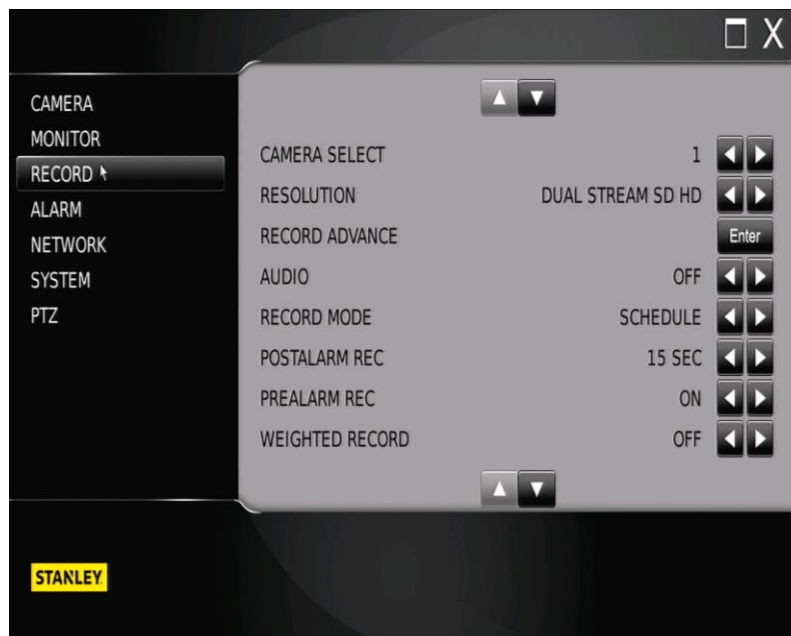 X
CAMERA
MONITOR
RECORD
ALARM
NETWORK
SYSTEM
PTZ
CAMERA SELECT 1
RESOLUTION DUAL STREAM SD HD
RECORD ADVANCE Enter
AUDIO OFF
RECORD MODE SCHEDULE
POSTALARM REC 15 SEC
PREALARM REC ON
WEIGHTED RECORD OFF
STANLEY